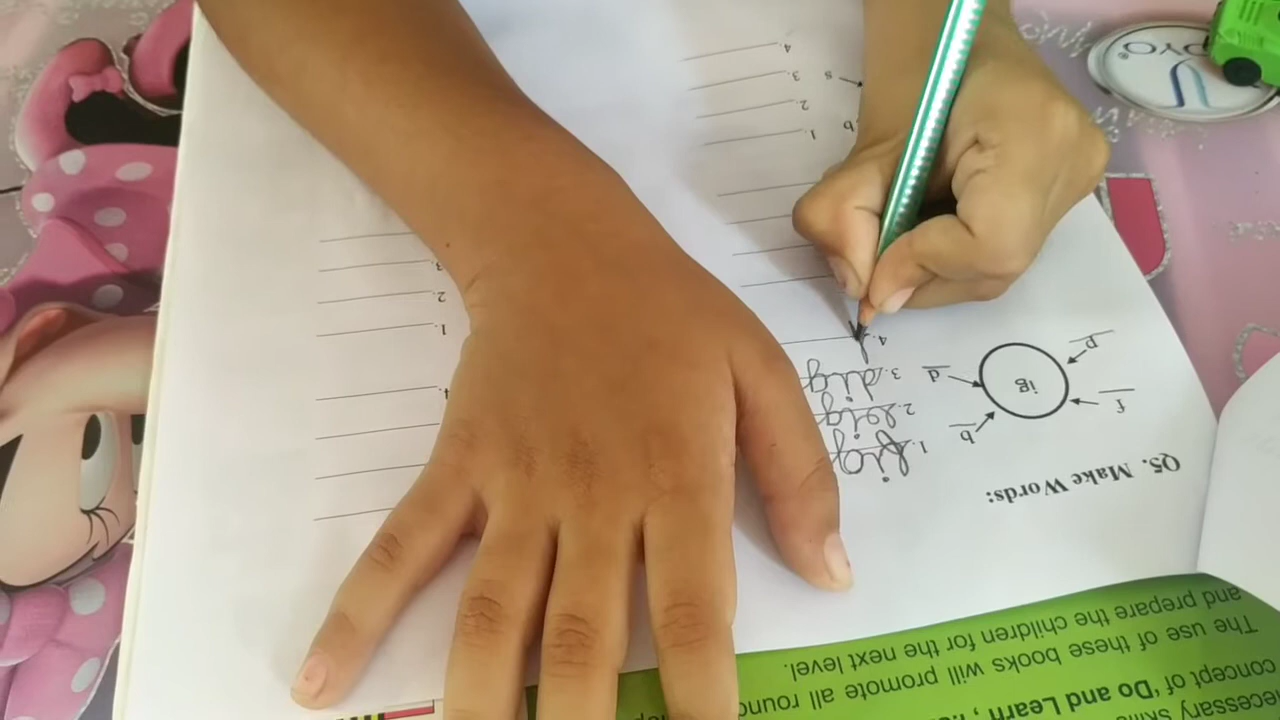 concept of 'Do and Learn',
The use of these books will promote all round
and prepare the children for the next level.
Q5. Make Words:
b
f
ig
d
p
1. fig
2. big
3. dig
4.
1.
2.
3.
4.
b
s
1.
2.
3.